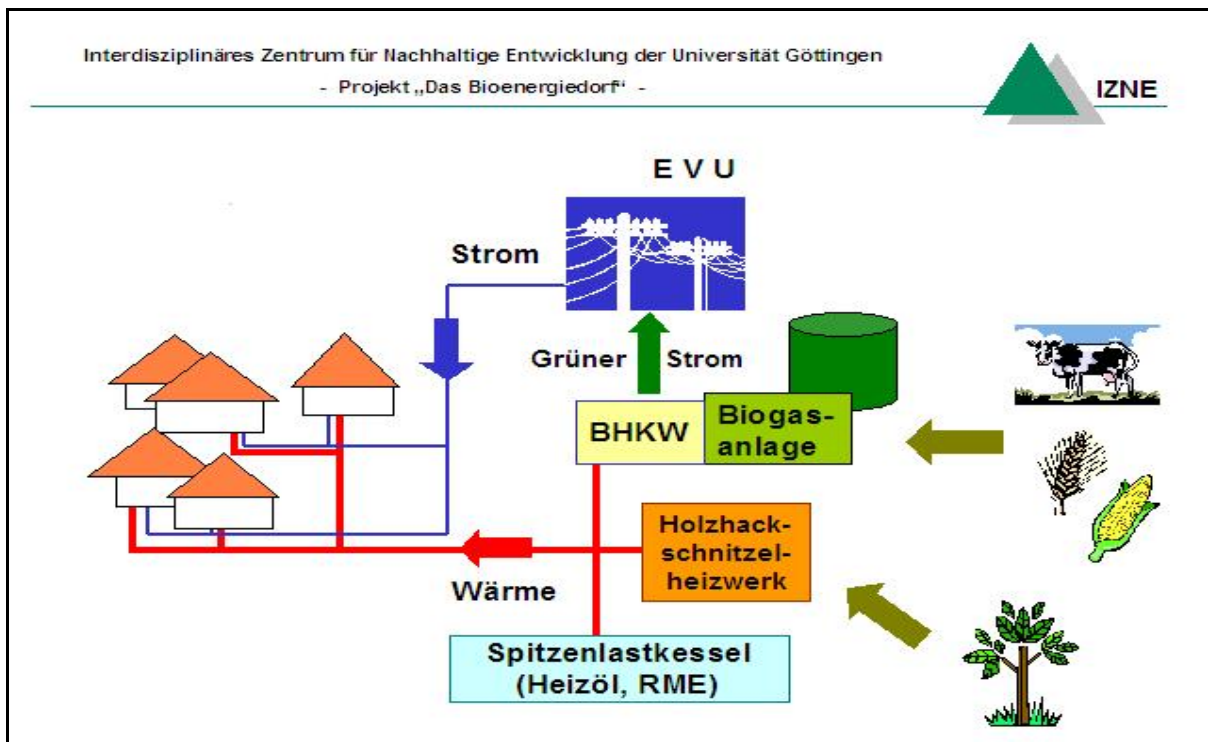 Interdisziplinäres Zentrum für Nachhaltige Entwicklung der Universität Göttingen
- Projekt „Das Bioenergiedorf“ -
IZNE
E V U
Strom
Grüner Strom
BHKW
Biogas-
anlage
Holzhack-
schnitzel-
heizwerk
Wärme
Spitzenlastkessel
(Heizöl, RME)